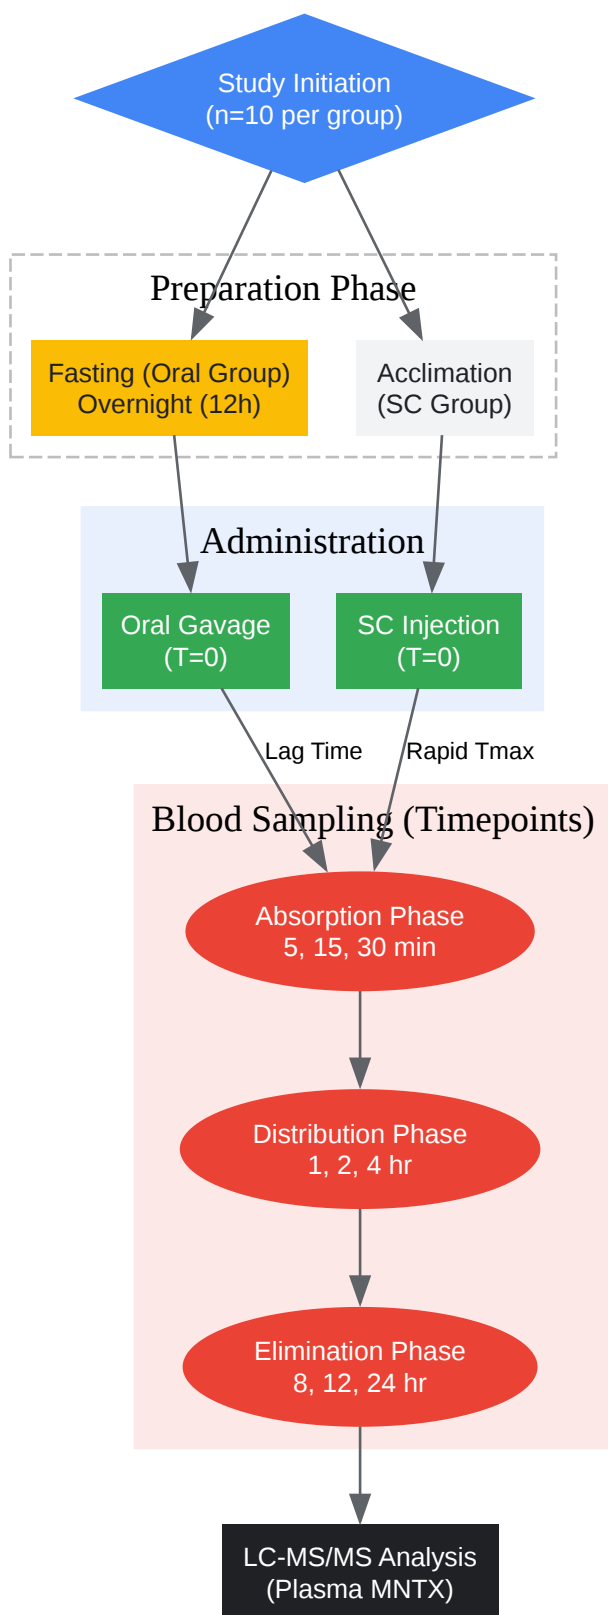 Study Initiation
(n=10 per group)
Preparation Phase
Fasting (Oral Group)
Overnight (12h)
Acclimation
(SC Group)
Administration
Oral Gavage
(T=0)
SC Injection
(T=0)
Lag Time
Rapid Tmax
Blood Sampling (Timepoints)
Absorption Phase
5, 15, 30 min
Distribution Phase
1, 2, 4 hr
Elimination Phase
8, 12, 24 hr
LC-MS/MS Analysis
(Plasma MNTX)